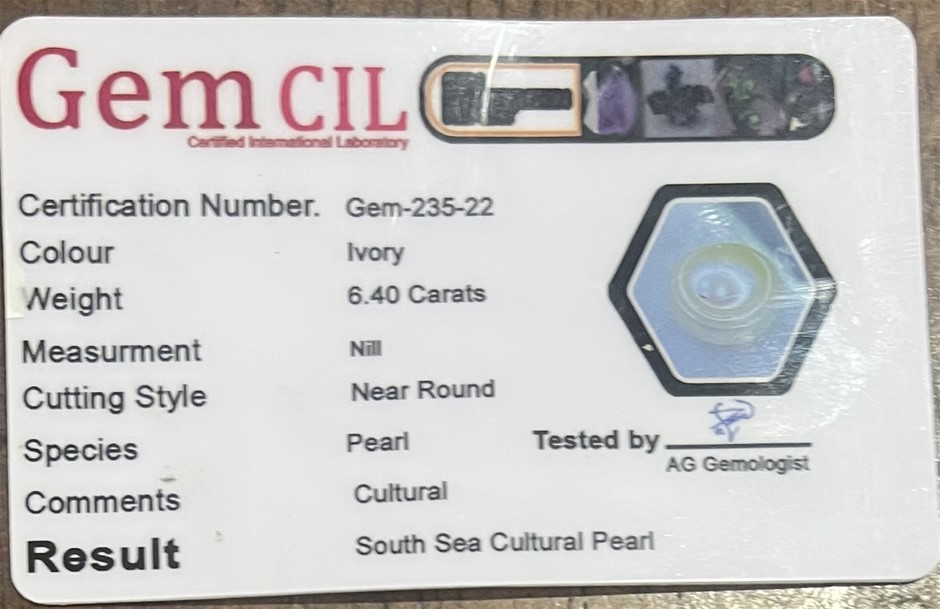 Gem CIL
Certified International Laboratory
Certification Number. Gem-235-22
Colour Ivory
Weight 6.40 Carats
Measurment Nill
Cutting Style Near Round
Species Pearl
Tested by
AG Gemologist
Comments Cultural
Result South Sea Cultural Pearl